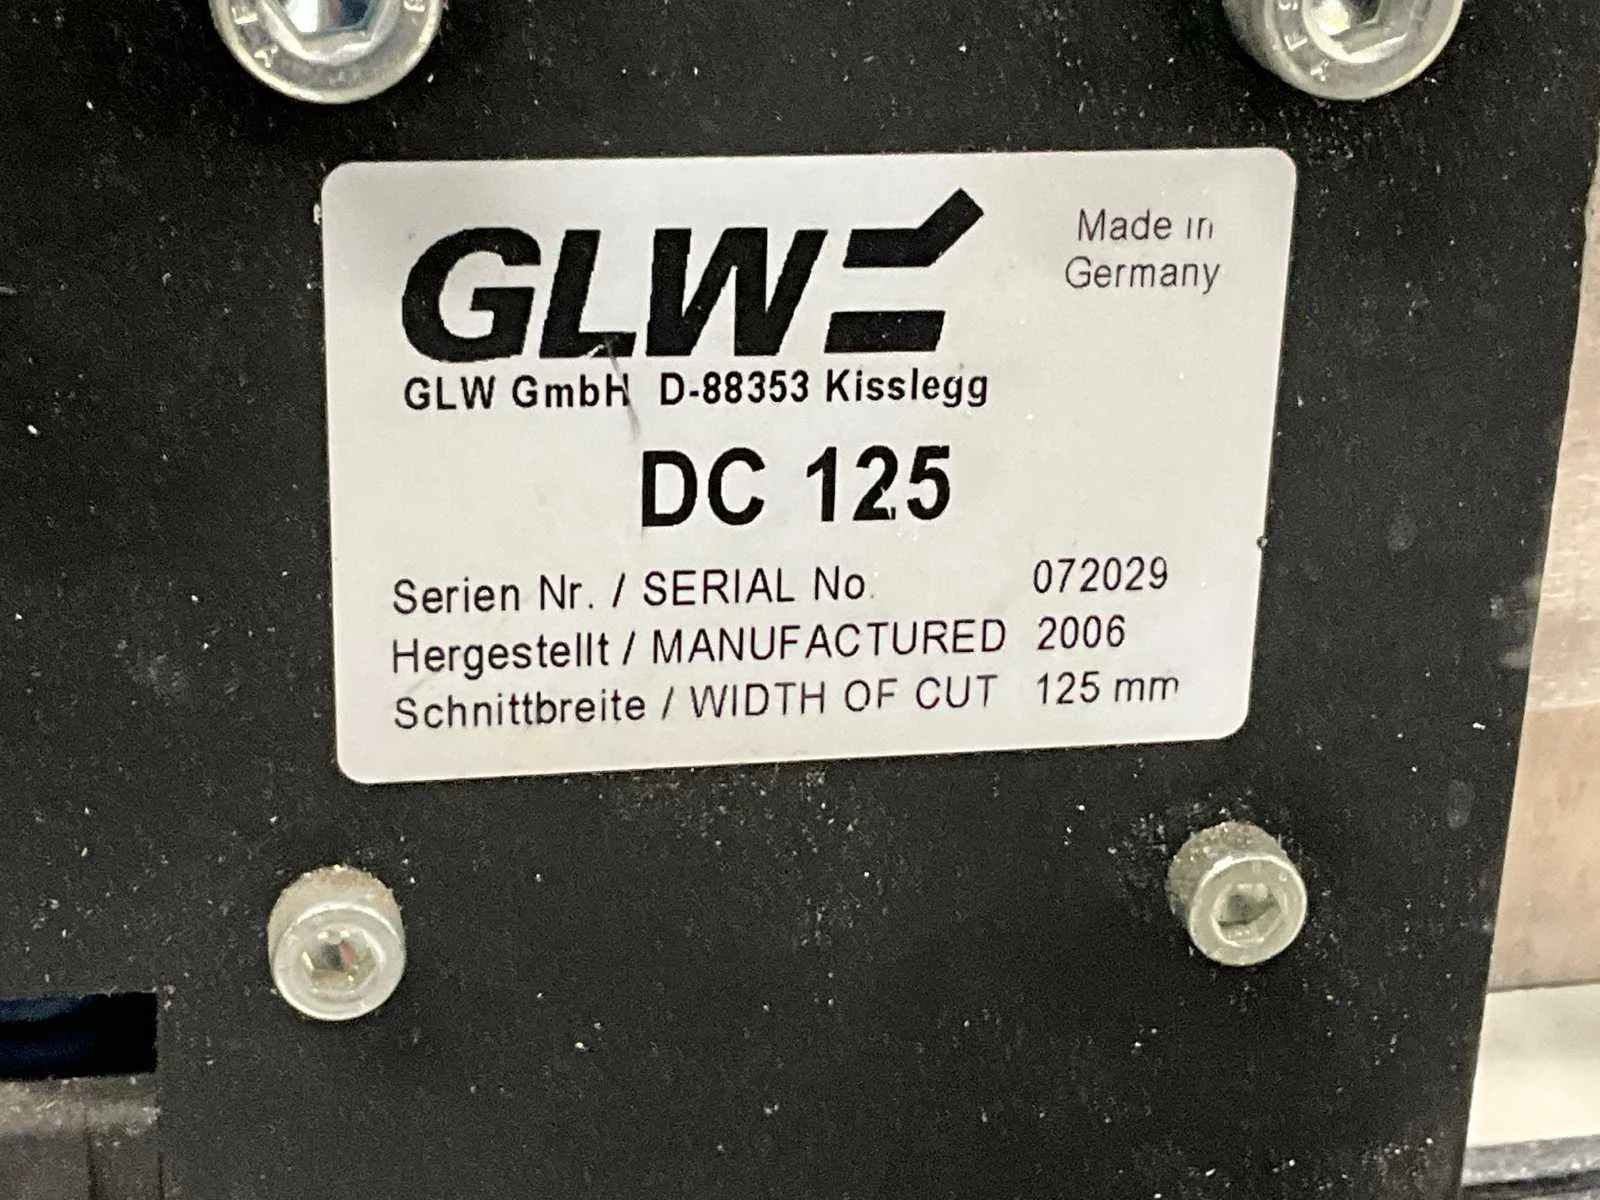 GLW
Made in
Germany
GLW GmbH D-88353 Kisslegg
DC 125
Serien Nr. / SERIAL No. 072029
Hergestellt / MANUFACTURED 2006
Schnittbreite / WIDTH OF CUT 125 mm